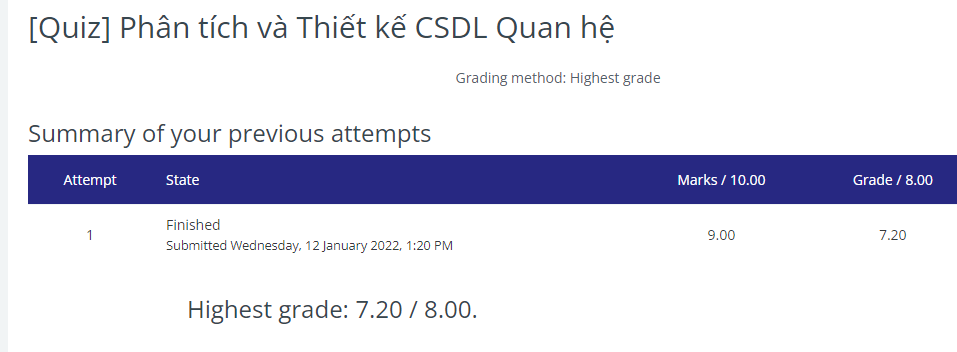 [Quiz] Phân tích và Thiết kế CSDL Quan hệ
Grading method: Highest grade
Summary of your previous attempts
Attempt State Marks / 10.00 Grade / 8.00
1 Finished 9.00 7.20
Submitted Wednesday, 12 January 2022, 1:20 PM
Highest grade: 7.20 / 8.00.